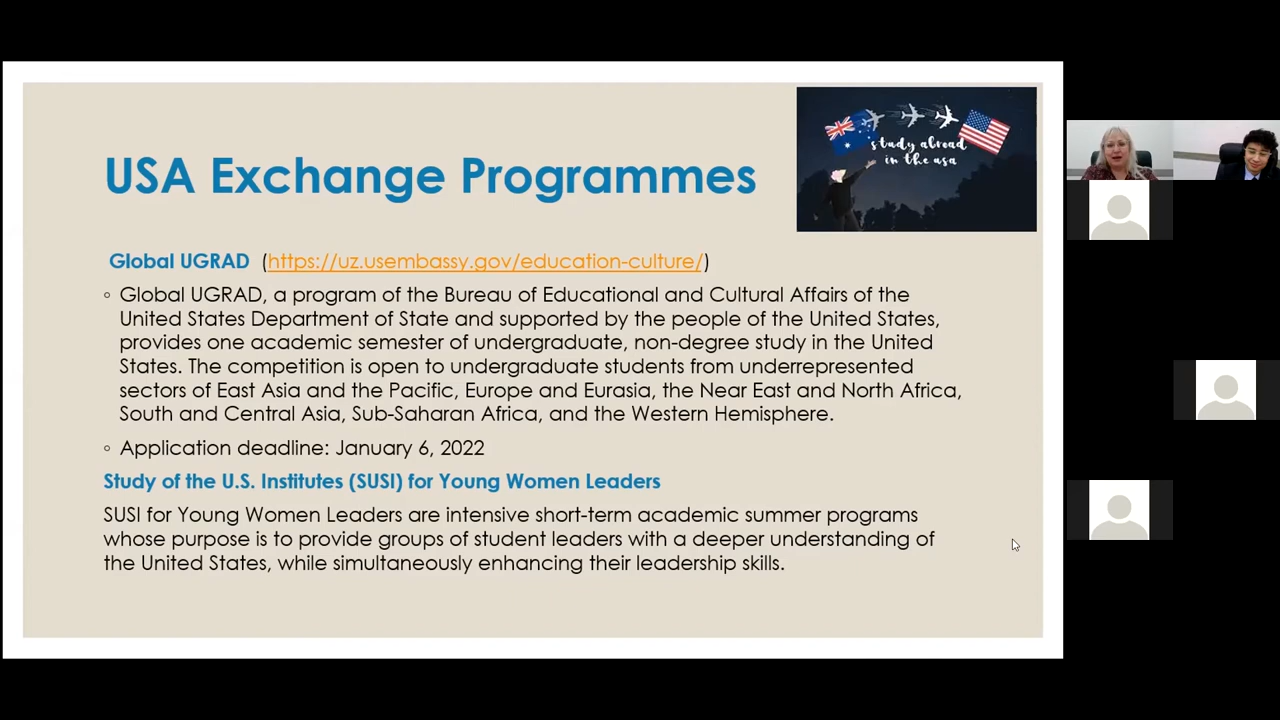 study abroad
in the usa
USA Exchange Programmes
Global UGRAD (https://uz.usembassy.gov/education-culture/)
◦ Global UGRAD, a program of the Bureau of Educational and Cultural Affairs of the
United States Department of State and supported by the people of the United States,
provides one academic semester of undergraduate, non-degree study in the United
States. The competition is open to undergraduate students from underrepresented
sectors of East Asia and the Pacific, Europe and Eurasia, the Near East and North Africa,
South and Central Asia, Sub-Saharan Africa, and the Western Hemisphere.
◦ Application deadline: January 6, 2022
Study of the U.S. Institutes (SUSI) for Young Women Leaders
SUSI for Young Women Leaders are intensive short-term academic summer programs
whose purpose is to provide groups of student leaders with a deeper understanding of
the United States, while simultaneously enhancing their leadership skills.